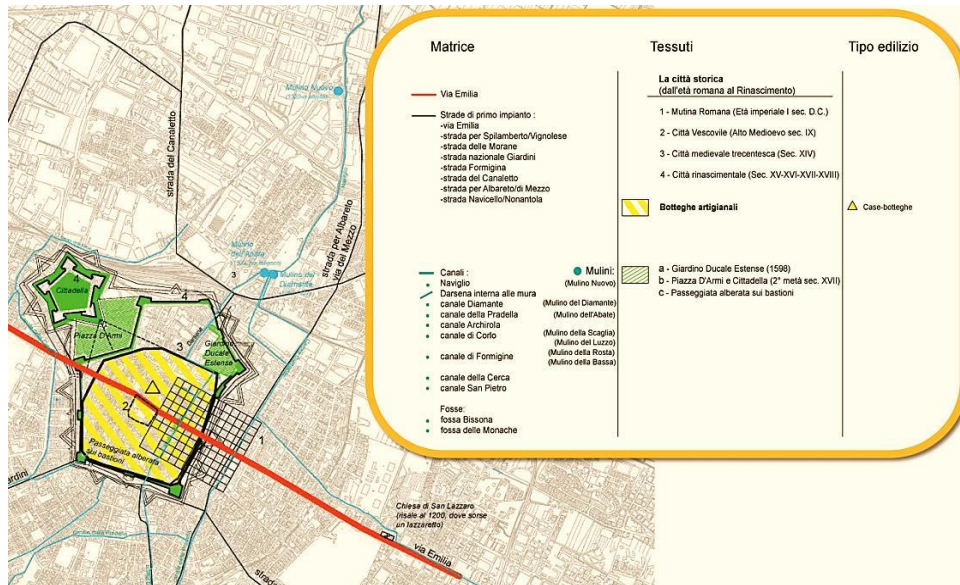 Matrice
Via Emilia
Strade di primo impianto :
-via Emilia
-strada per Spilamberto/Vignolese
-strada delle Morane
-strada nazionale Giardini
-strada Formigina
-strada del Canaletto
-strada per Albareto/di Mezzo
-strada Navicello/Nonantola
Canali :
Naviglio
Darsena interna alle mura
canale Diamante
canale della Pradella
canale Archirola
canale di Corlo
canale di Formigine
canale della Cerca
canale San Pietro
Fosse:
fossa Bissona
fossa delle Monache
Mulini:
(Mulino Nuovo)
(Mulino del Diamante)
(Mulino dell'Abate)
(Mulino della Scaglia)
(Mulino del Luzzo)
(Mulino della Rosta)
(Mulino della Bassa)
Tessuti
La città storica
(dall'età romana al Rinascimento)
1 - Mutina Romana (Età imperiale I sec. D.C.)
2 - Città Vescovile (Alto Medioevo sec. IX)
3 - Città medievale trecentesca (Sec. XIV)
4 - Città rinascimentale (Sec. XV-XVI-XVII-XVIII)
Botteghe artigianali
a - Giardino Ducale Estense (1598)
b - Piazza D'Armi e Cittadella (2° metà sec. XVII)
c - Passeggiata alberata sui bastioni
Tipo edilizio
Case-botteghe
Mulino Nuovo
strada del Canaletto
strada per Albareto
via del Mezzo
Mulino
dell'Abate
3
Mulino del
Diamante
4
Cittadella
4
Piazza D'Armi
Darsena
3
Giardino
Ducale
Estense
2
1
Passeggiata alberata
sui bastioni
Chiesa di San Lazzaro
(risale al 1200, dove sorse
un lazzaretto)
via Emilia